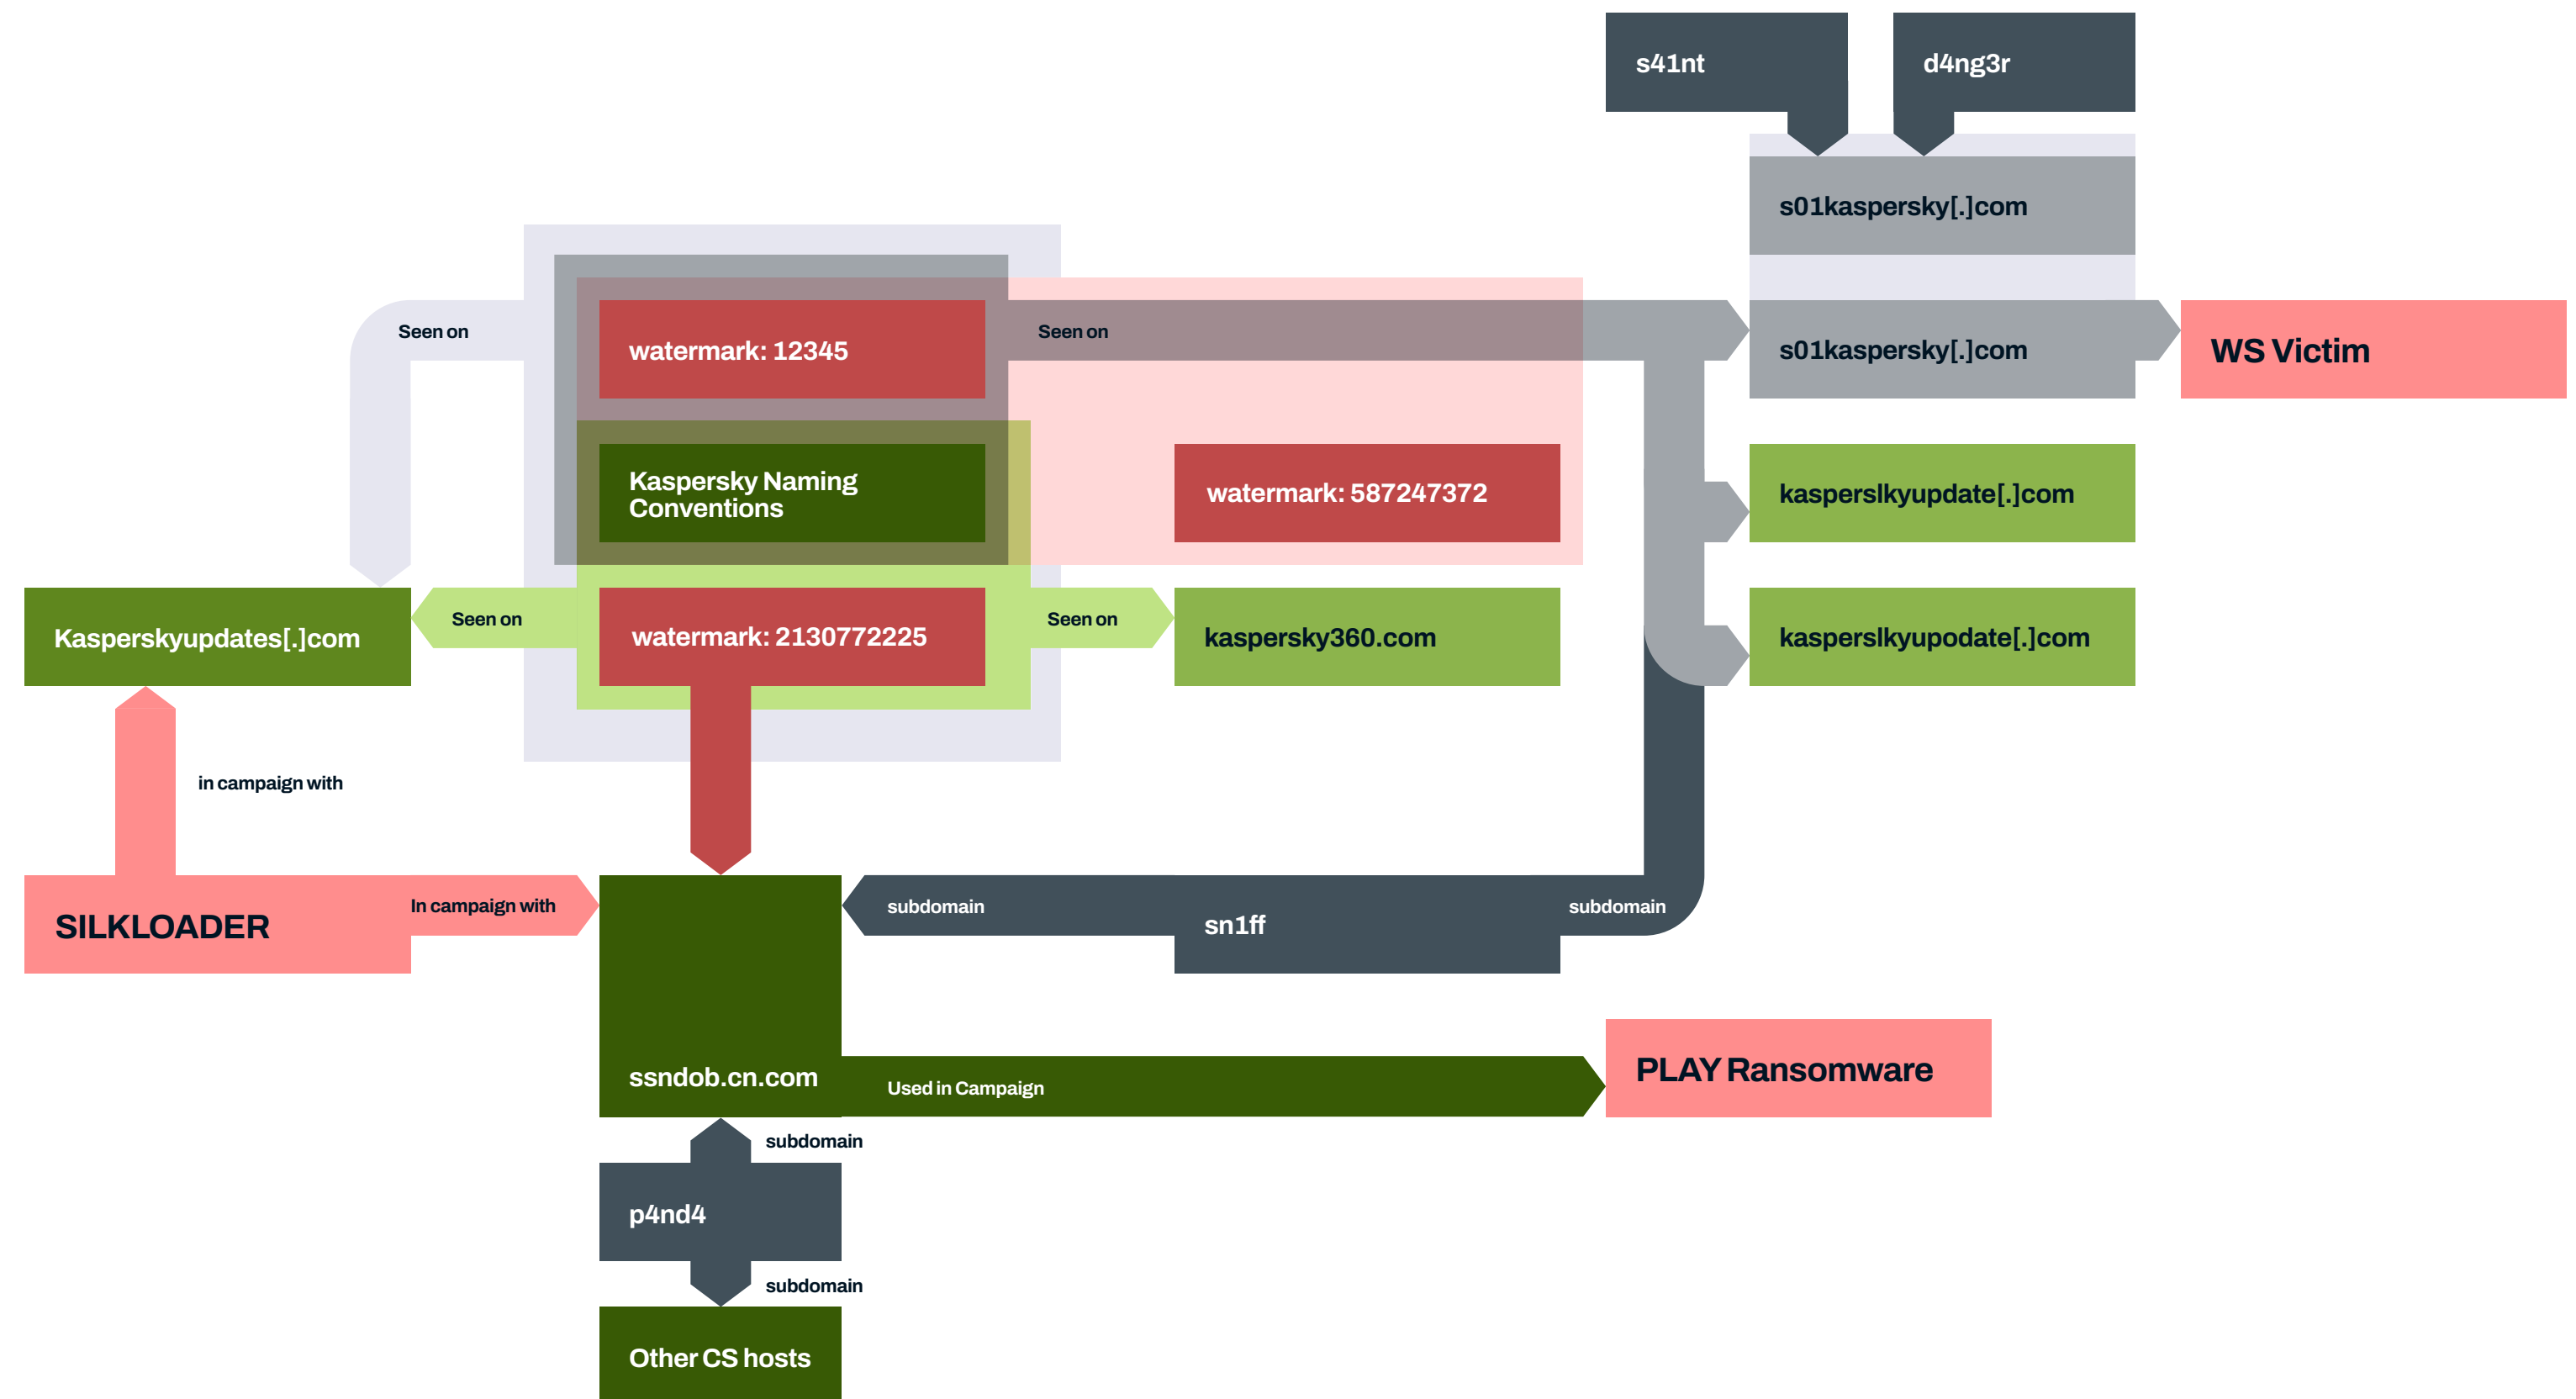 s41nt
d4ng3r
s01kaspersky[.]com
Seen on
watermark: 12345
Seen on
s01kaspersky[.]com
WS Victim
Kaspersky Naming
Conventions
watermark: 587247372
kasperslkyupdate[.]com
Kasperskyupdates[.]com
Seen on
watermark: 2130772225
Seen on
kaspersky360.com
kasperslkyupodate[.]com
in campaign with
SILKLOADER
In campaign with
subdomain
sn1ff
subdomain
ssndob.cn.com
Used in Campaign
PLAY Ransomware
subdomain
p4nd4
subdomain
Other CS hosts